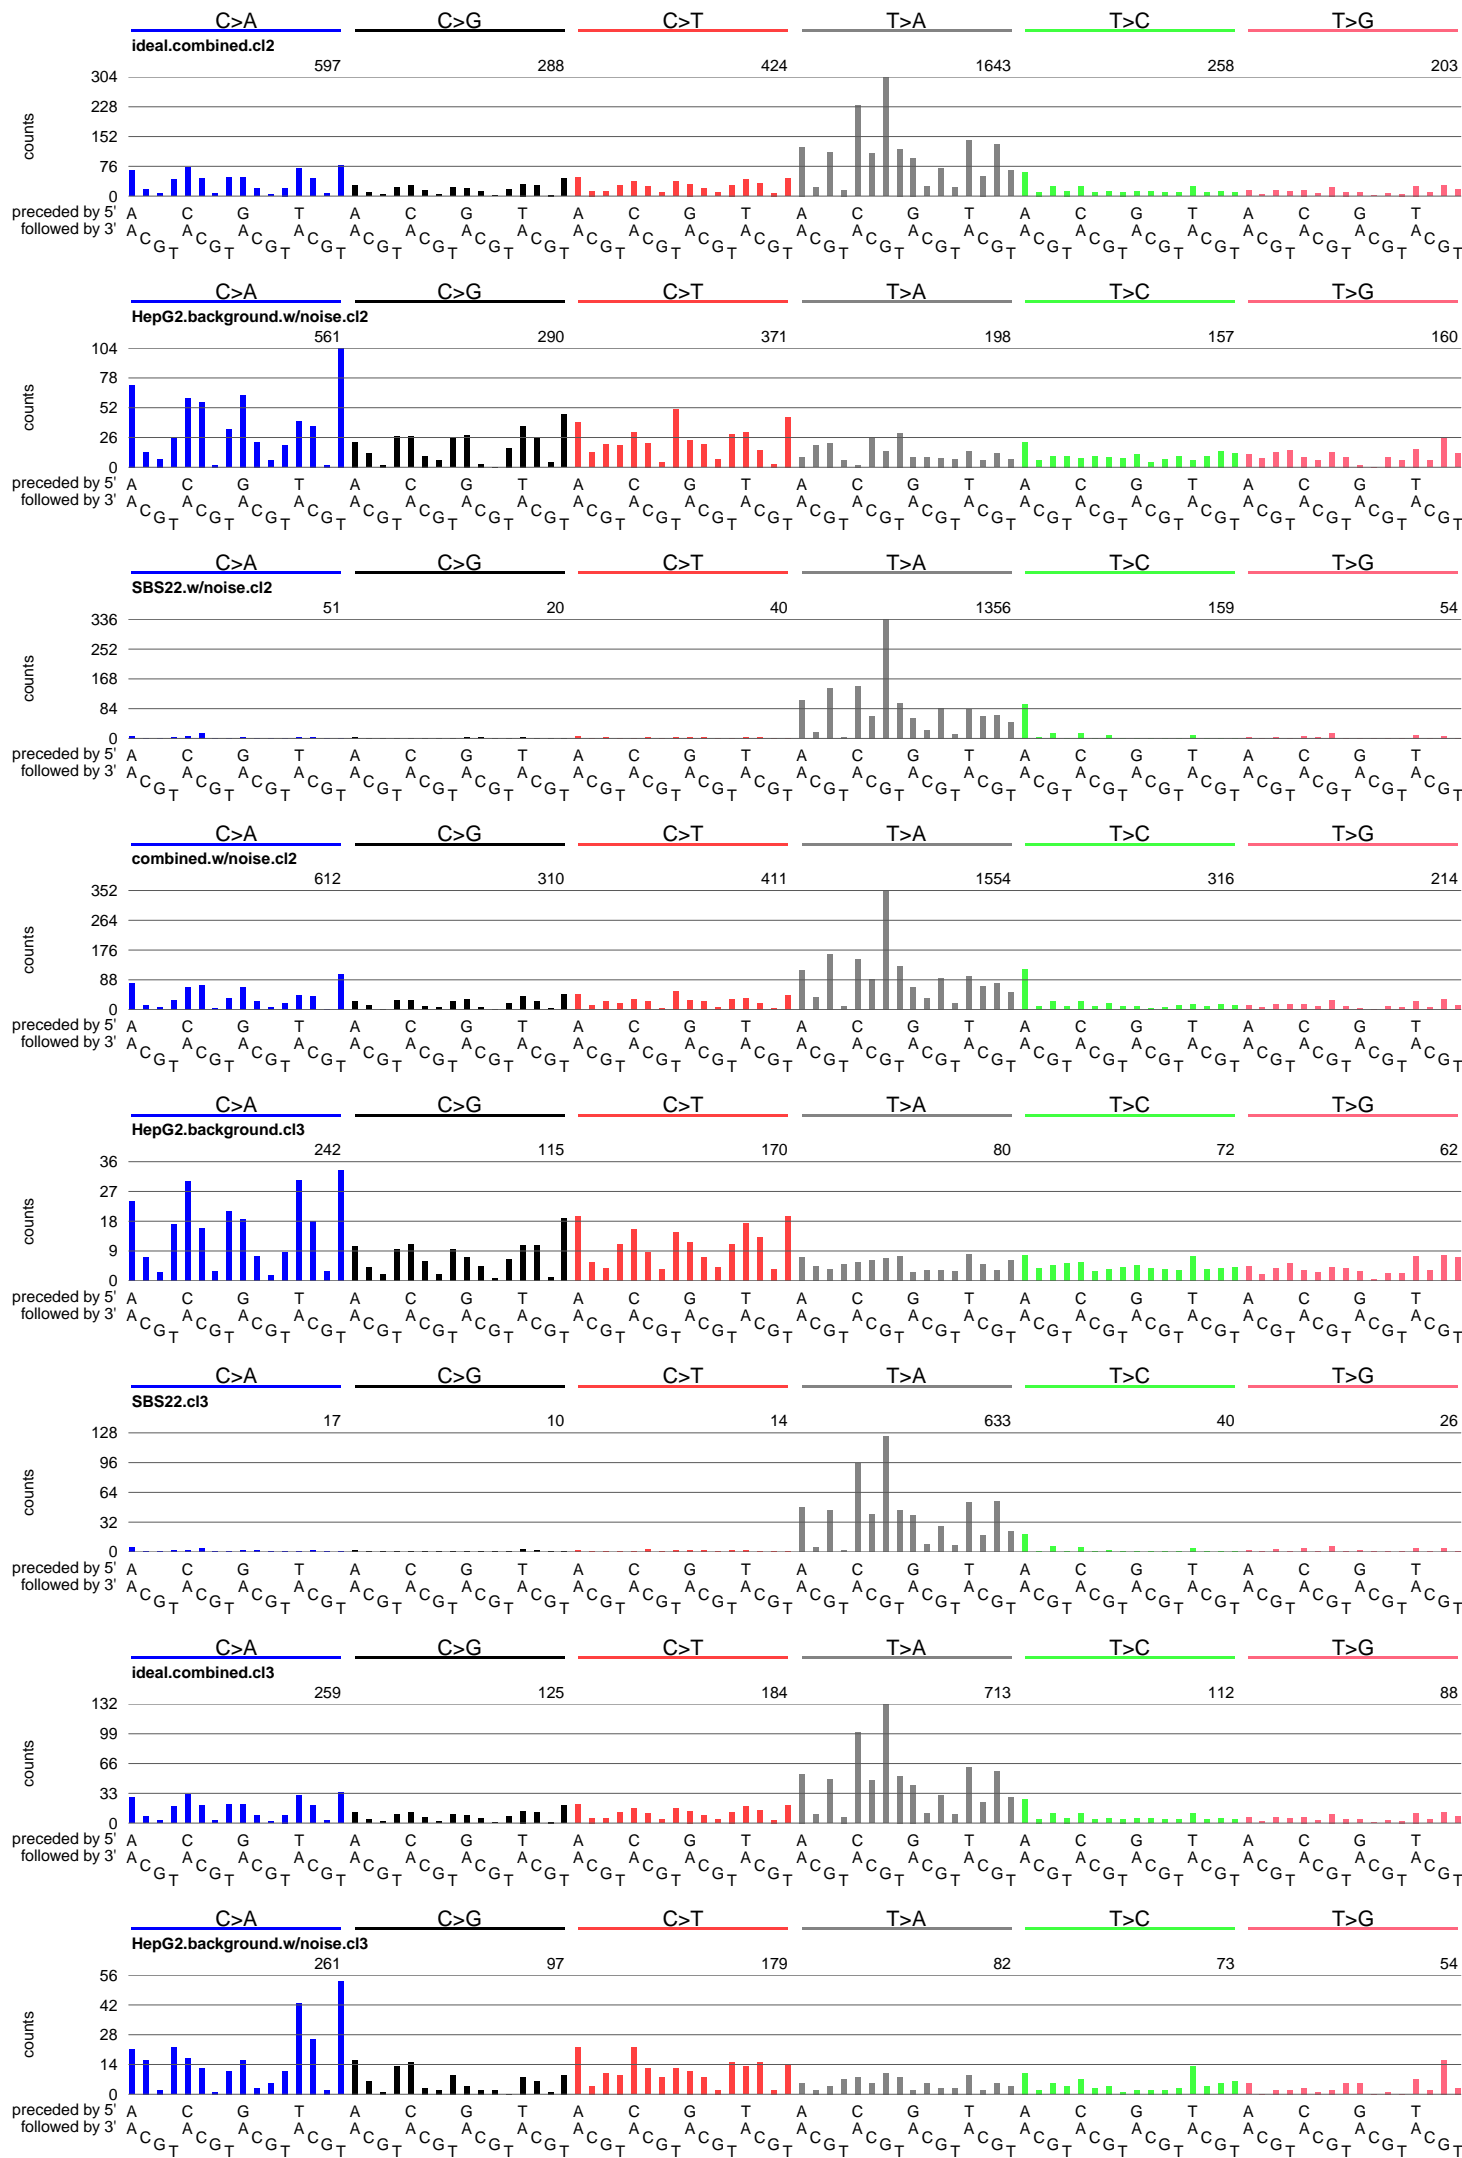 C>A C>G C>T T>A T>C T>G
ideal.combined.cl2
597 288 424 1643 258 203
304
228
152
76
0
counts
preceded by 5' A C G T A C G T A C G T A C G T A C G T A C G T
followed by 3' A C G T A C G T A C G T A C G T A C G T A C G T A C G T A C G T A C G T A C G T A C G T A C G T A C G T A C G T A C G T A C G T A C G T A C G T A C G T A C G T A C G T A C G T A C G T A C G T
C>A C>G C>T T>A T>C T>G
HepG2.background.w/noise.cl2
561 290 371 198 157 160
104
78
52
26
0
counts
preceded by 5' A C G T A C G T A C G T A C G T A C G T A C G T
followed by 3' A C G T A C G T A C G T A C G T A C G T A C G T A C G T A C G T A C G T A C G T A C G T A C G T A C G T A C G T A C G T A C G T A C G T A C G T A C G T A C G T A C G T A C G T A C G T A C G T
C>A C>G C>T T>A T>C T>G
SBS22.w/noise.cl2
51 20 40 1356 159 54
336
252
168
84
0
counts
preceded by 5' A C G T A C G T A C G T A C G T A C G T A C G T
followed by 3' A C G T A C G T A C G T A C G T A C G T A C G T A C G T A C G T A C G T A C G T A C G T A C G T A C G T A C G T A C G T A C G T A C G T A C G T A C G T A C G T A C G T A C G T A C G T A C G T
C>A C>G C>T T>A T>C T>G
combined.w/noise.cl2
612 310 411 1554 316 214
352
264
176
88
0
counts
preceded by 5' A C G T A C G T A C G T A C G T A C G T A C G T
followed by 3' A C G T A C G T A C G T A C G T A C G T A C G T A C G T A C G T A C G T A C G T A C G T A C G T A C G T A C G T A C G T A C G T A C G T A C G T A C G T A C G T A C G T A C G T A C G T A C G T
C>A C>G C>T T>A T>C T>G
HepG2.background.cl3
242 115 170 80 72 62
36
27
18
9
0
counts
preceded by 5' A C G T A C G T A C G T A C G T A C G T A C G T
followed by 3' A C G T A C G T A C G T A C G T A C G T A C G T A C G T A C G T A C G T A C G T A C G T A C G T A C G T A C G T A C G T A C G T A C G T A C G T A C G T A C G T A C G T A C G T A C G T A C G T
C>A C>G C>T T>A T>C T>G
SBS22.cl3
17 10 14 633 40 26
128
96
64
32
0
counts
preceded by 5' A C G T A C G T A C G T A C G T A C G T A C G T
followed by 3' A C G T A C G T A C G T A C G T A C G T A C G T A C G T A C G T A C G T A C G T A C G T A C G T A C G T A C G T A C G T A C G T A C G T A C G T A C G T A C G T A C G T A C G T A C G T A C G T
C>A C>G C>T T>A T>C T>G
ideal.combined.cl3
259 125 184 713 112 88
132
99
66
33
0
counts
preceded by 5' A C G T A C G T A C G T A C G T A C G T A C G T
followed by 3' A C G T A C G T A C G T A C G T A C G T A C G T A C G T A C G T A C G T A C G T A C G T A C G T A C G T A C G T A C G T A C G T A C G T A C G T A C G T A C G T A C G T A C G T A C G T A C G T
C>A C>G C>T T>A T>C T>G
HepG2.background.w/noise.cl3
261 97 179 82 73 54
56
42
28
14
0
counts
preceded by 5' A C G T A C G T A C G T A C G T A C G T A C G T
followed by 3' A C G T A C G T A C G T A C G T A C G T A C G T A C G T A C G T A C G T A C G T A C G T A C G T A C G T A C G T A C G T A C G T A C G T A C G T A C G T A C G T A C G T A C G T A C G T A C G T